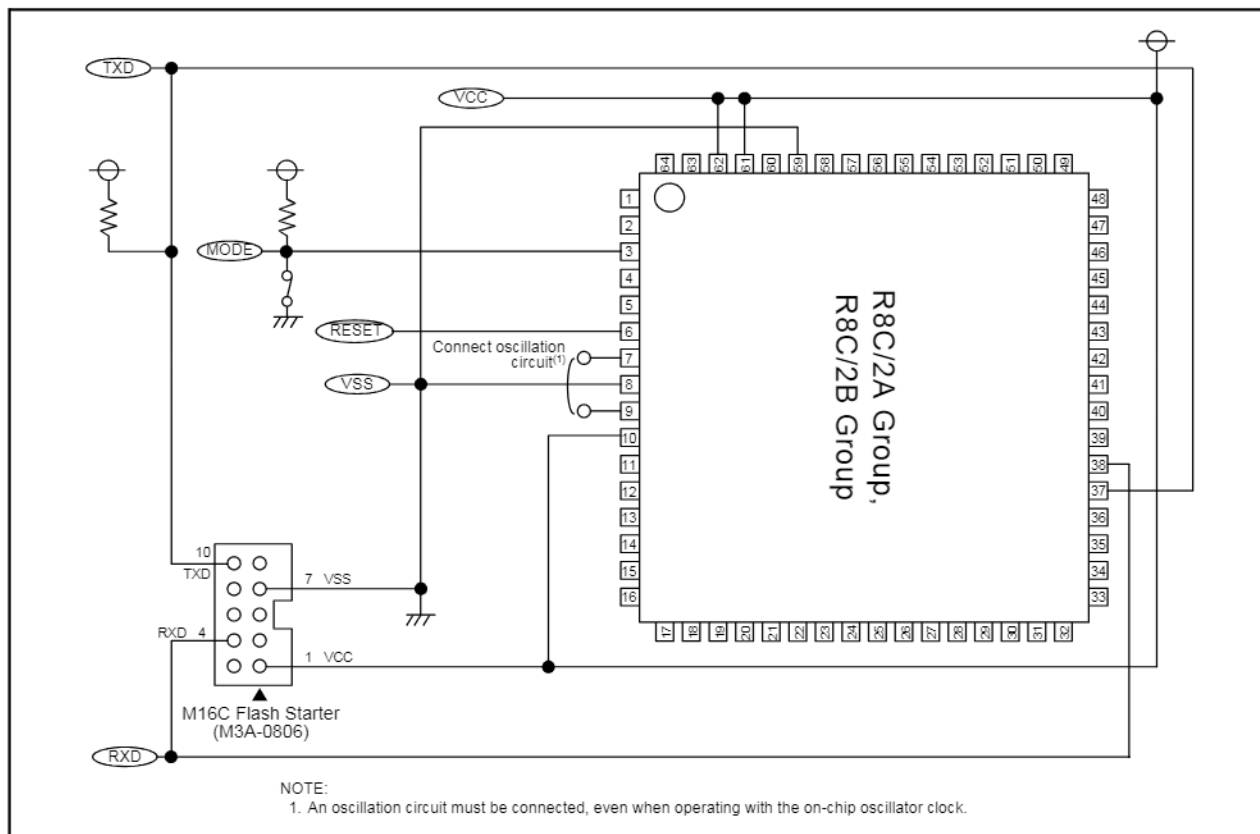 TXD
VCC
64 63 62 61 60 59 58 57 56 55 54 53 52 51 50 49
MODE
RESET
Connect oscillation
circuit(1)
VSS
1
2
3
4
5
6
7
8
9
10
11
12
13
14
15
16
R8C/2A Group,
R8C/2B Group
48
47
46
45
44
43
42
41
40
39
38
37
36
35
34
33
17 18 19 20 21 22 23 24 25 26 27 28 29 30 31 32
10
TXD
7 VSS
RXD 4
1 VCC
M16C Flash Starter
(M3A-0806)
RXD
NOTE:
1. An oscillation circuit must be connected, even when operating with the on-chip oscillator clock.